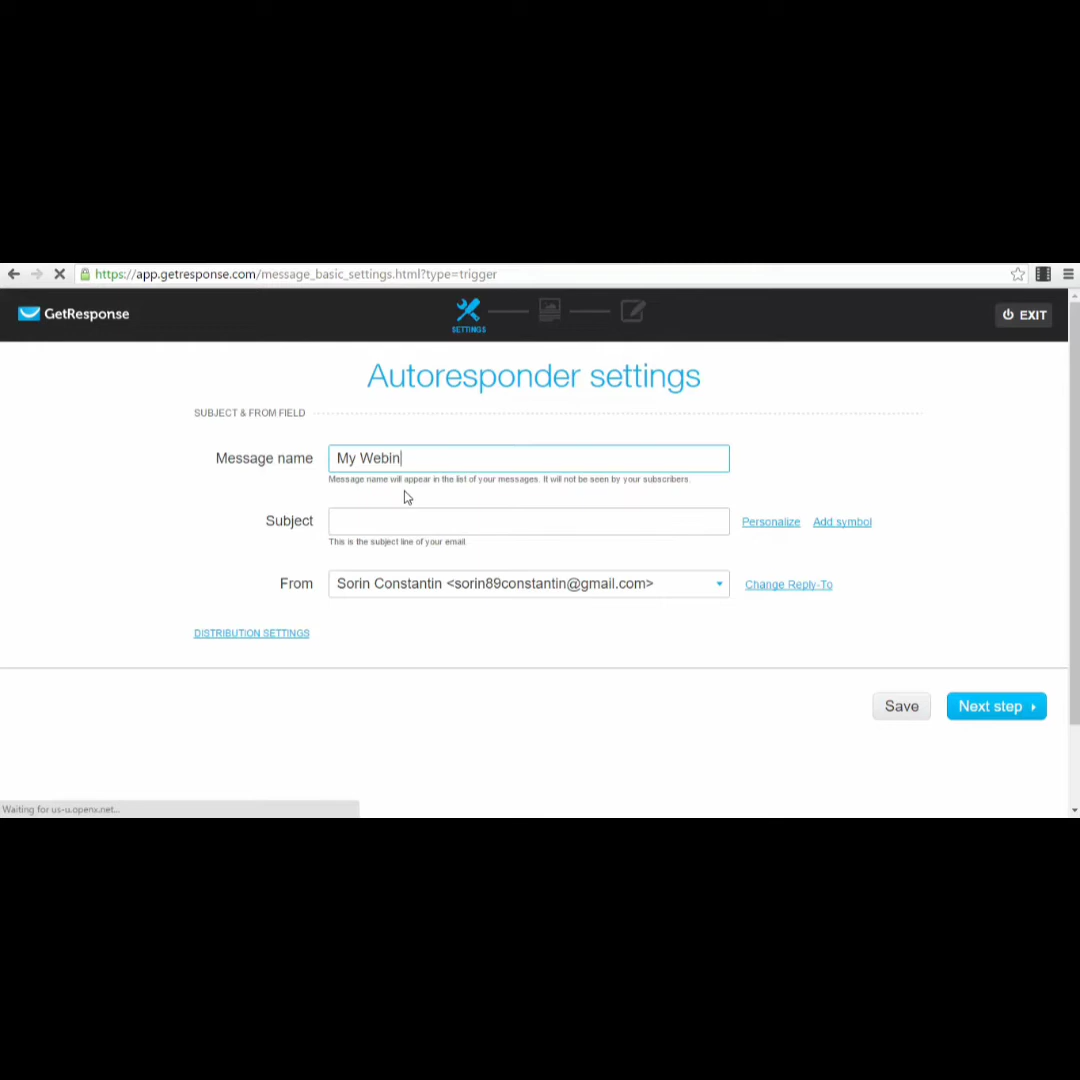 https://app.getresponse.com/message_basic_settings.html?type=trigger
GetResponse
SETTINGS
EXIT
Autoresponder settings
SUBJECT & FROM FIELD
Message name
My Webin
Message name will appear in the list of your messages. It will not be seen by your subscribers.
Subject
Personalize
Add symbol
This is the subject line of your email.
From
Sorin Constantin <sorin89constantin@gmail.com>
Change Reply-To
DISTRIBUTION SETTINGS
Save
Next step
Waiting for us-u.openx.net...